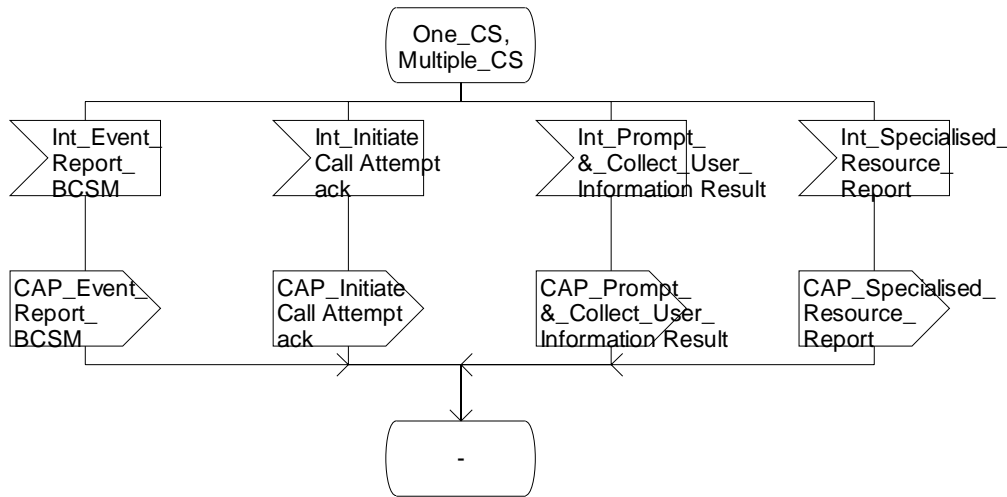 One_CS,
Multiple_CS
Int_Event_
Report_
BCSM
Int_Initiate
Call Attempt
ack
Int_Prompt_
&_Collect_User_
Information Result
Int_Specialised_
Resource_
Report
CAP_Event_
Report_
BCSM
CAP_Initiate
Call Attempt
ack
CAP_Prompt_
&_Collect_User_
Information Result
CAP_Specialised_
Resource_
Report
-